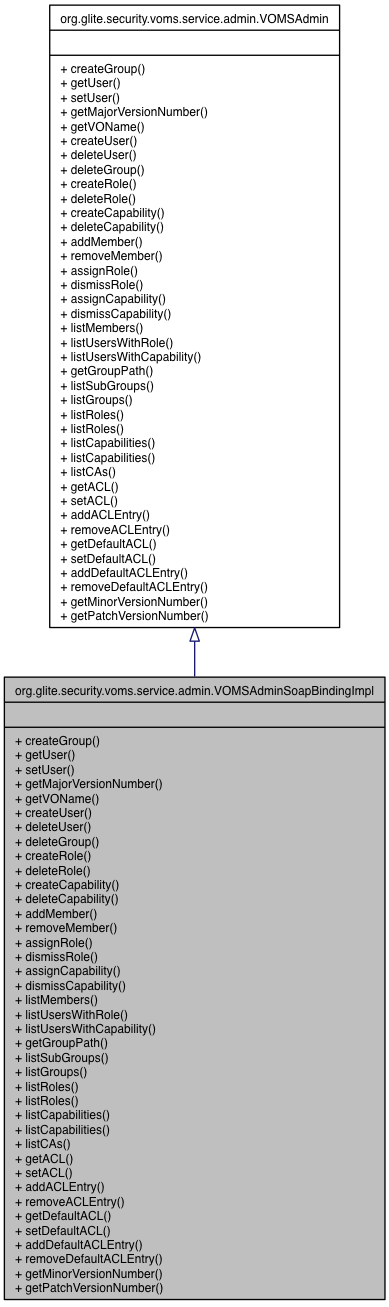 org.glite.security.voms.service.admin.VOMSAdmin
+ createGroup()
+ getUser()
+ setUser()
+ getMajorVersionNumber()
+ getVOName()
+ createUser()
+ deleteUser()
+ deleteGroup()
+ createRole()
+ deleteRole()
+ createCapability()
+ deleteCapability()
+ addMember()
+ removeMember()
+ assignRole()
+ dismissRole()
+ assignCapability()
+ dismissCapability()
+ listMembers()
+ listUsersWithRole()
+ listUsersWithCapability()
+ getGroupPath()
+ listSubGroups()
+ listGroups()
+ listRoles()
+ listRoles()
+ listCapabilities()
+ listCapabilities()
+ listCAs()
+ getACL()
+ setACL()
+ addACLEntry()
+ removeACLEntry()
+ getDefaultACL()
+ setDefaultACL()
+ addDefaultACLEntry()
+ removeDefaultACLEntry()
+ getMinorVersionNumber()
+ getPatchVersionNumber()
org.glite.security.voms.service.admin.VOMSAdminSoapBindingImpl
+ createGroup()
+ getUser()
+ setUser()
+ getMajorVersionNumber()
+ getVOName()
+ createUser()
+ deleteUser()
+ deleteGroup()
+ createRole()
+ deleteRole()
+ createCapability()
+ deleteCapability()
+ addMember()
+ removeMember()
+ assignRole()
+ dismissRole()
+ assignCapability()
+ dismissCapability()
+ listMembers()
+ listUsersWithRole()
+ listUsersWithCapability()
+ getGroupPath()
+ listSubGroups()
+ listGroups()
+ listRoles()
+ listRoles()
+ listCapabilities()
+ listCapabilities()
+ listCAs()
+ getACL()
+ setACL()
+ addACLEntry()
+ removeACLEntry()
+ getDefaultACL()
+ setDefaultACL()
+ addDefaultACLEntry()
+ removeDefaultACLEntry()
+ getMinorVersionNumber()
+ getPatchVersionNumber()